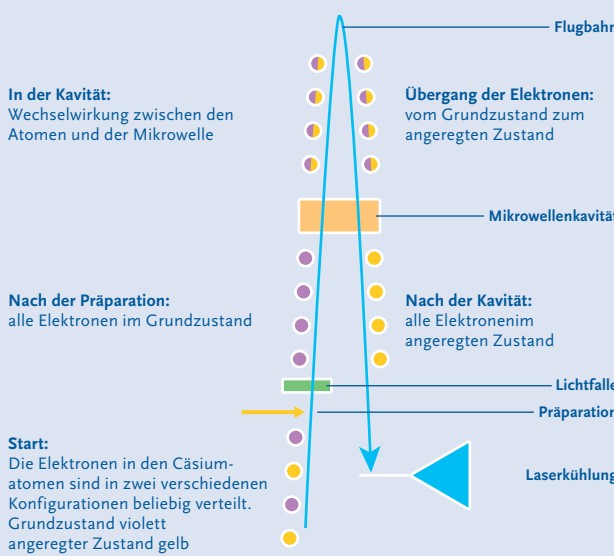 Flugbahn
In der Kavität:
Wechselwirkung zwischen den
Atomen und der Mikrowelle
Übergang der Elektronen:
vom Grundzustand zum
angeregten Zustand
Mikrowellenkavität
Nach der Präparation:
alle Elektronen im Grundzustand
Nach der Kavität:
alle Elektronenim
angeregten Zustand
Lichtfalle
Präparation
Start:
Die Elektronen in den Cäsium-
atomen sind in zwei verschiedenen
Konfigurationen beliebig verteilt.
Grundzustand violett
angeregter Zustand gelb
Laserkühlung